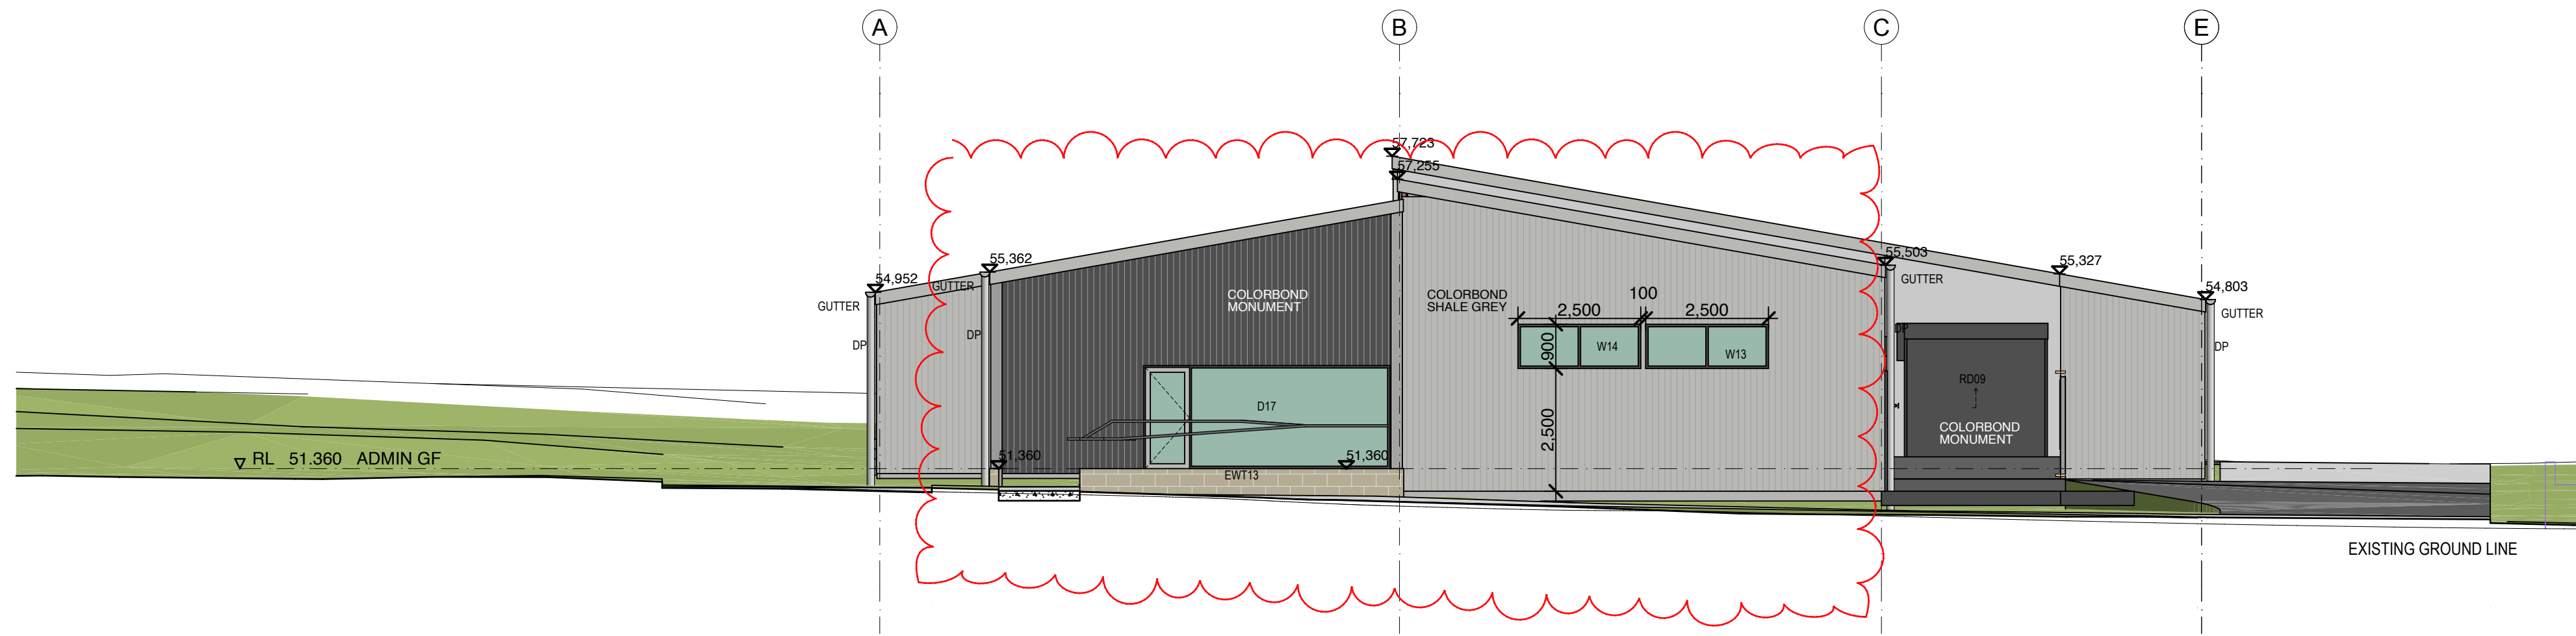 A
B
C
E
57,723
57,255
55,503
GUTTER
55,327
54,803
GUTTER
DP
55,362
GUTTER
54,952
GUTTER
DP
DP
DP
COLORBOND
MONUMENT
COLORBOND
SHALE GREY
100
2,500
2,500
900
W14
W13
2,500
D17
RD09
COLORBOND
MONUMENT
RL 51.360 ADMIN GF
51,360
51,360
EWT13
EXISTING GROUND LINE